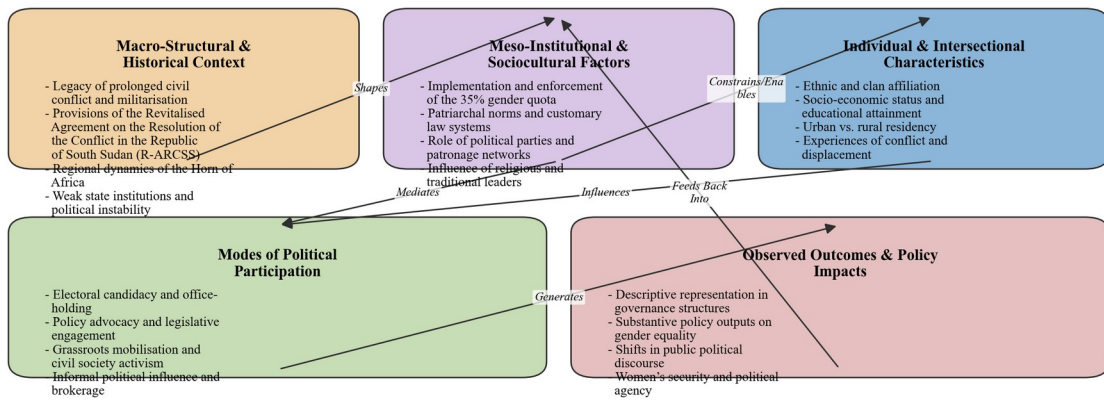 Macro-Structural &
Historical Context
- Legacy of prolonged civil
conflict and militarisation
- Provisions of the Revitalised
Agreement on the Resolution of
the Conflict in the Republic
of South Sudan (R-ARCSS)
- Regional dynamics of the Horn of
Africa
- Weak state institutions and
political instability
Shapes
Meso-Institutional &
Sociocultural Factors
- Implementation and enforcement
of the 35% gender quota
- Patriarchal norms and customary
law systems
- Role of political parties and
patronage networks
- Influence of religious and
traditional leaders
Constrains/Ena
bles
Individual & Intersectional
Characteristics
- Ethnic and clan affiliation
- Socio-economic status and
educational attainment
- Urban vs. rural residency
- Experiences of conflict and
displacement
Mediates
Influences
Feeds Back
Into
Modes of Political
Participation
- Electoral candidacy and office-
holding
- Policy advocacy and legislative
engagement
- Grassroots mobilisation and
civil society activism
- Informal political influence and
brokerage
Generates
Observed Outcomes & Policy
Impacts
- Descriptive representation in
governance structures
- Substantive policy outputs on
gender equality
- Shifts in public political
discourse
- Women's security and political
agency